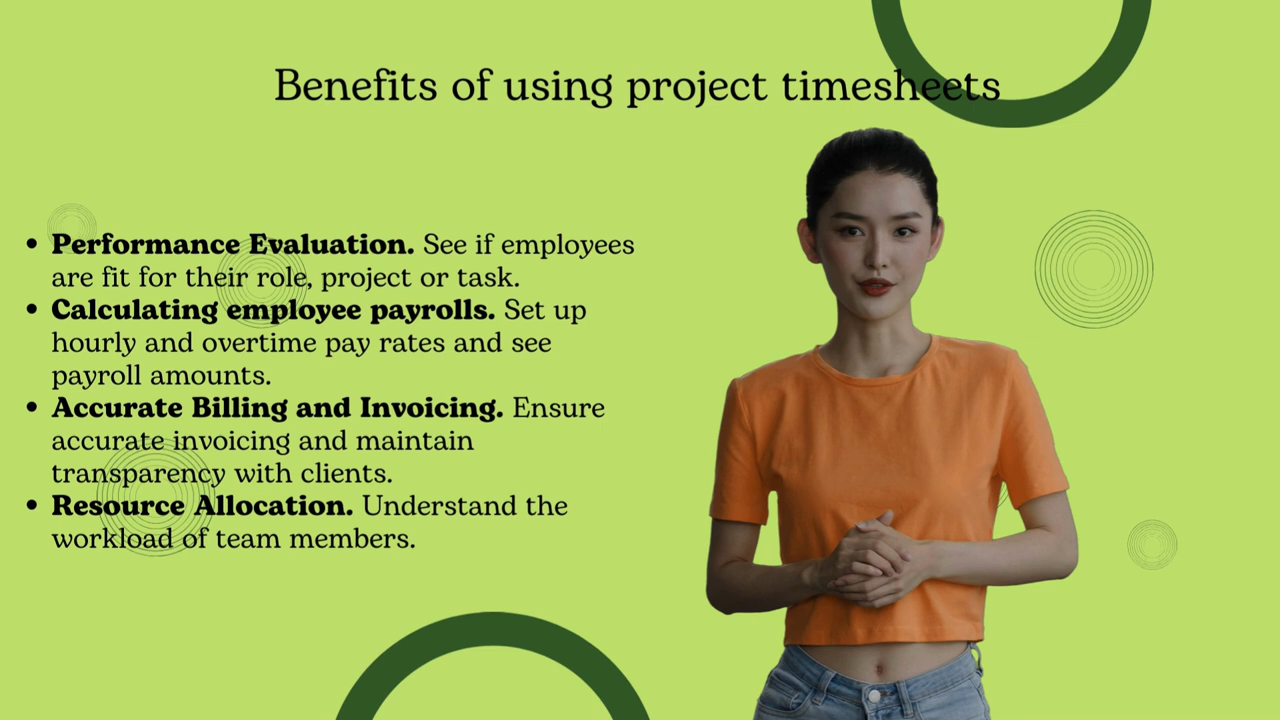 Benefits of using project timesheets
• Performance Evaluation. See if employees
are fit for their role, project or task.
• Calculating employee payrolls. Set up
hourly and overtime pay rates and see
payroll amounts.
• Accurate Billing and Invoicing. Ensure
accurate invoicing and maintain
transparency with clients.
• Resource Allocation. Understand the
workload of team members.